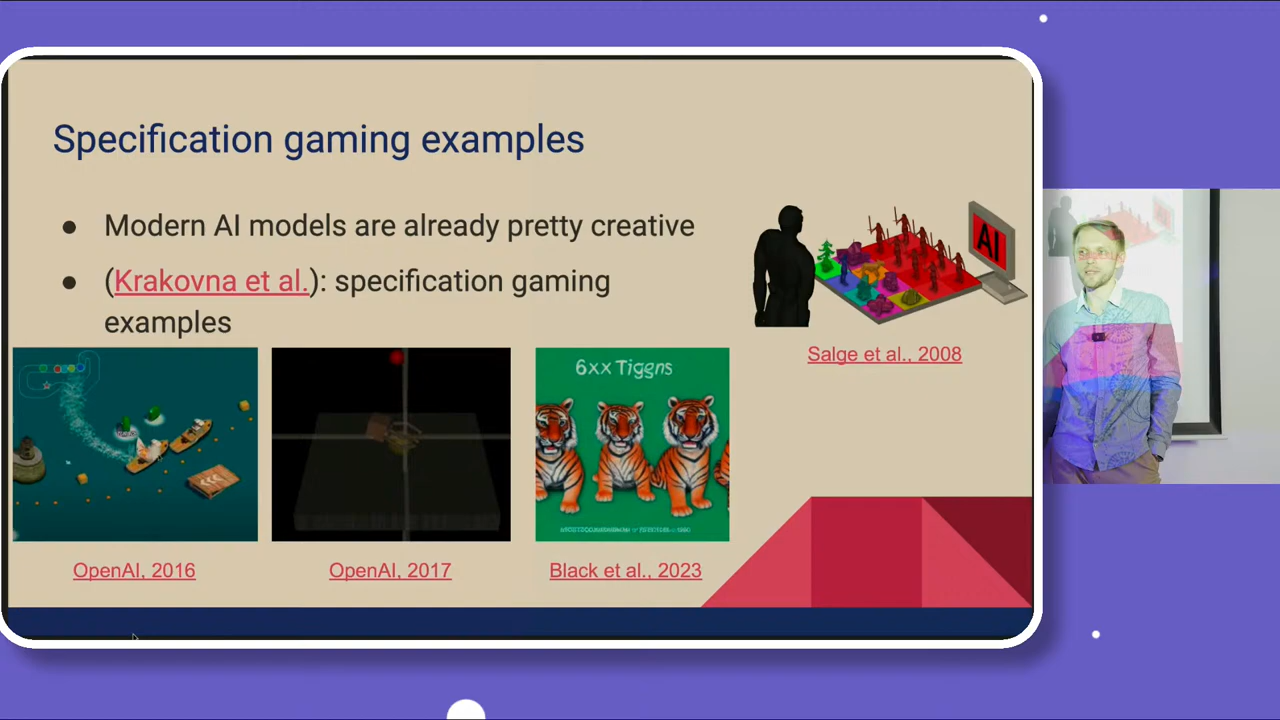 Specification gaming examples
● Modern AI models are already pretty creative
● (Krakovna et al.): specification gaming
examples
AI
Salge et al., 2008
6xx Tiggns
OpenAI, 2016
OpenAI, 2017
Black et al., 2023